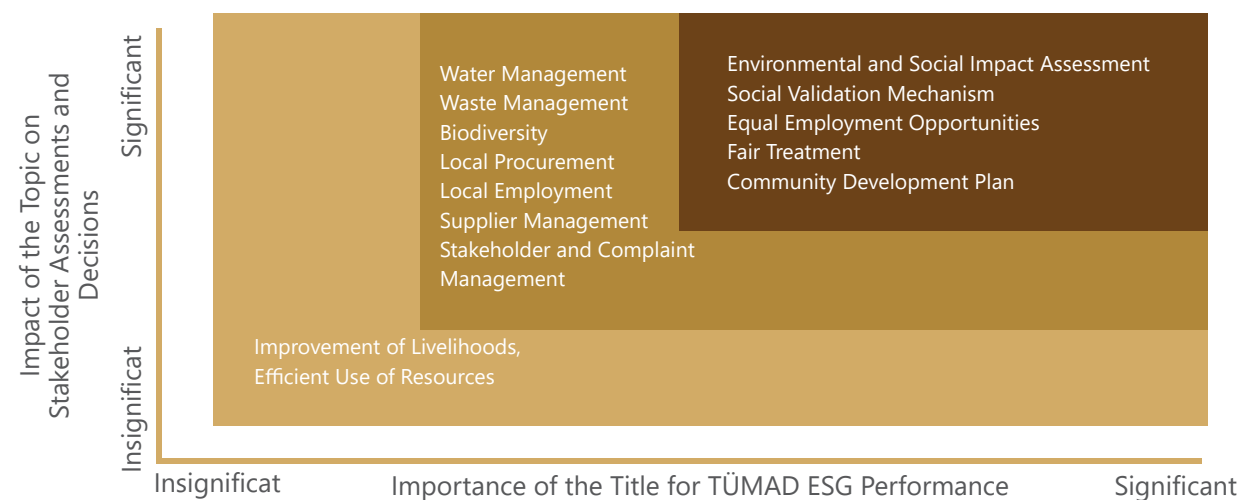 Impact of the Topic on
Stakeholder Assessments and
Decisions
Significant
Insignificat
Water Management
Waste Management
Biodiversity
Local Procurement
Local Employment
Supplier Management
Stakeholder and Complaint
Management
Environmental and Social Impact Assessment
Social Validation Mechanism
Equal Employment Opportunities
Fair Treatment
Community Development Plan
Improvement of Livelihoods,
Efficient Use of Resources
Insignificat
Importance of the Title for TÜMAD ESG Performance
Significant